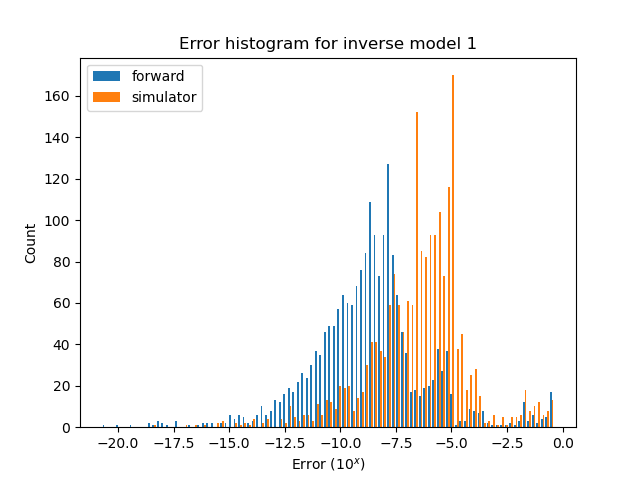 Error histogram for inverse model 1
forward
simulator
160
140
120
100
80
60
40
20
0
Count
−20.0 −17.5 −15.0 −12.5 −10.0 −7.5 −5.0 −2.5 0.0
Error (10^x)